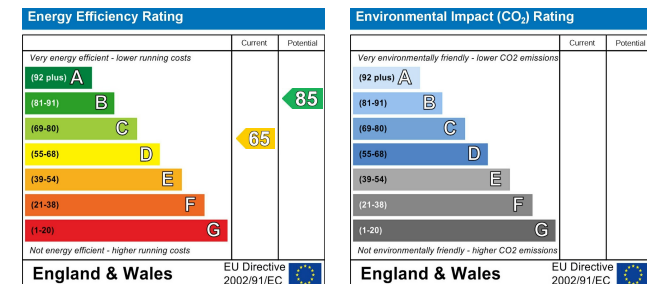 Energy Efficiency Rating
Current Potential
Very energy efficient - lower running costs
(92 plus) A
(81-91) B
85
(69-80) C
65
(55-68) D
(39-54) E
(21-38) F
(1-20) G
Not energy efficient - higher running costs
England & Wales
EU Directive
2002/91/EC
Environmental Impact (CO₂) Rating
Current Potential
Very environmentally friendly - lower CO2 emissions
(92 plus) A
(81-91) B
(69-80) C
(55-68) D
(39-54) E
(21-38) F
(1-20) G
Not environmentally friendly - higher CO2 emissions
England & Wales
EU Directive
2002/91/EC